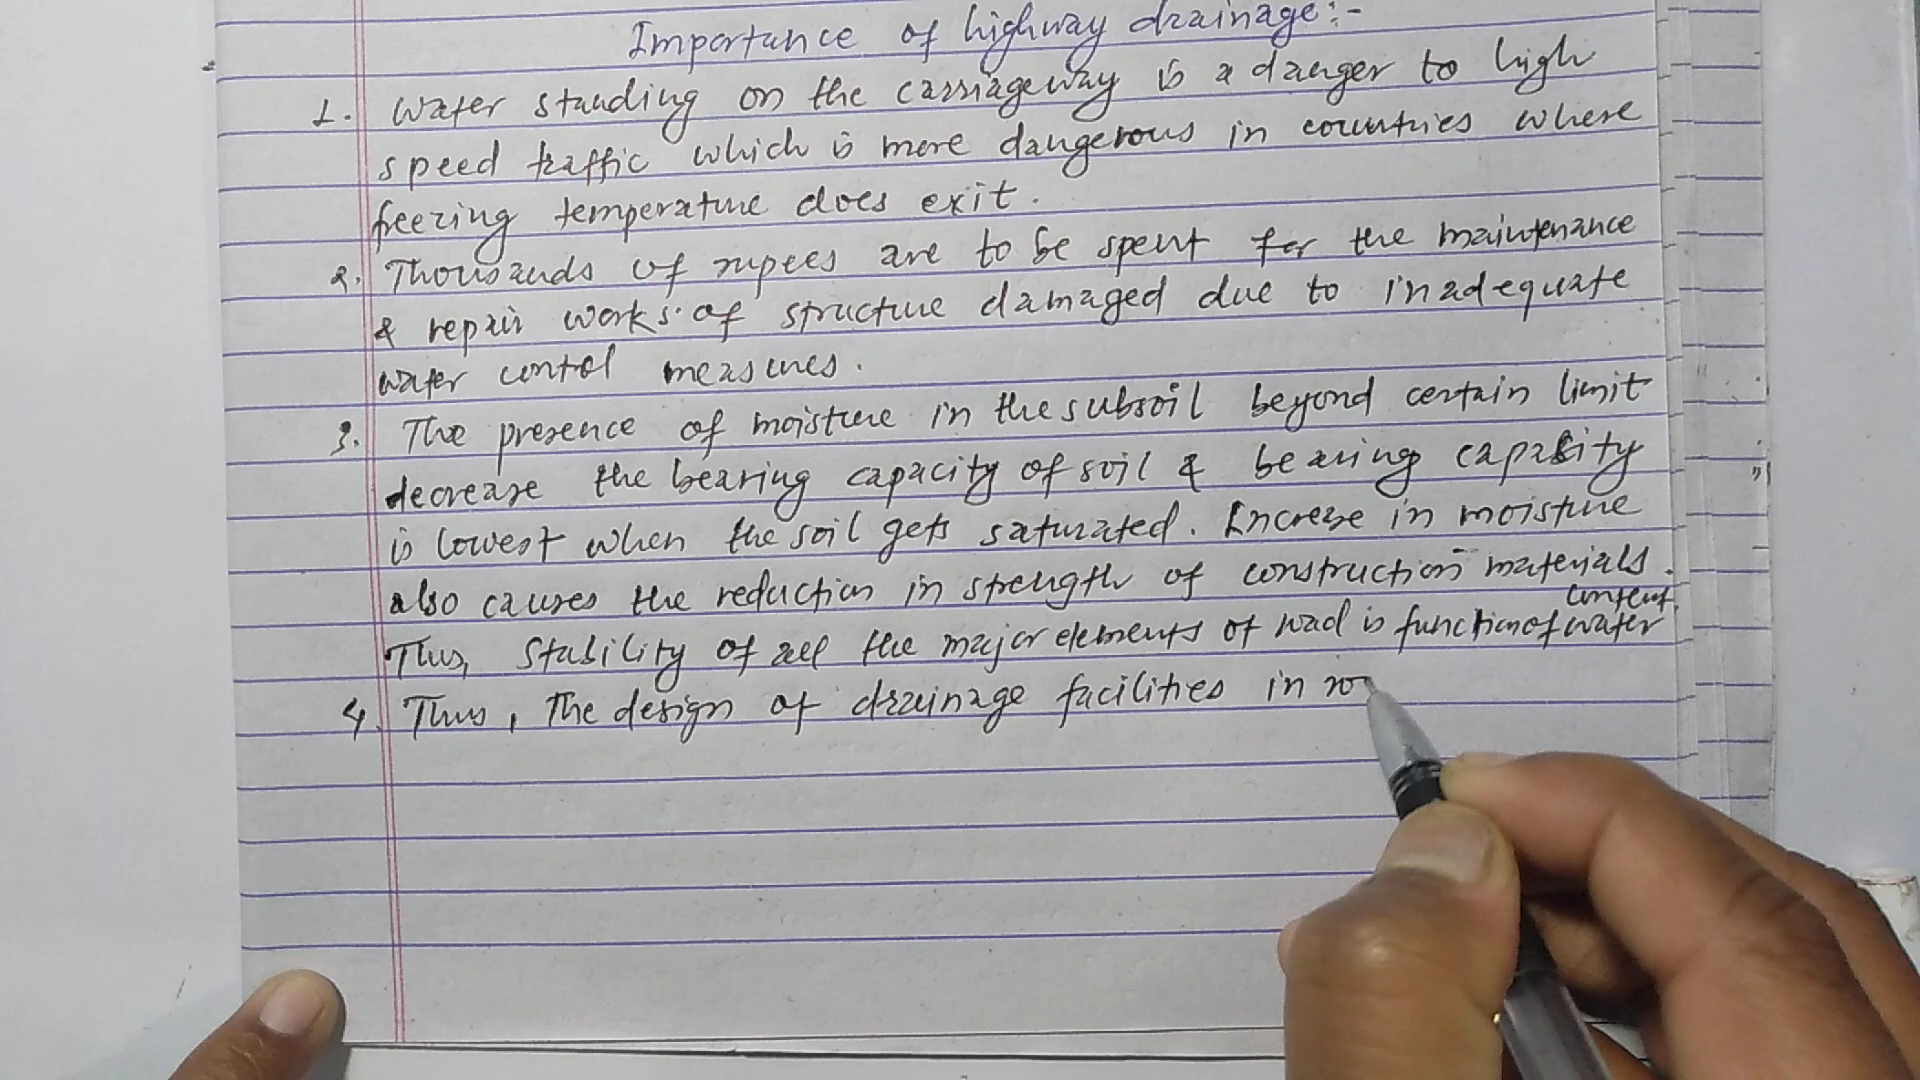 Importance of highway drainage:-
1. Water standing on the carriageway is a danger to high
speed traffic which is more dangerous in countries where
freezing temperature does exit.
2. Thousands of rupees are to be spent for the maintenance
& repair works of structure damaged due to inadequate
water control measures.
3. The presence of moisture in the subsoil beyond certain limit
decrease the bearing capacity of soil & bearing capacity
is lowest when the soil gets saturated. Increase in moisture
also causes the reduction in strength of construction materials.
Thus, Stability of all the major elements of road is function of water content.
4. Thus, The design of drainage facilities in ro